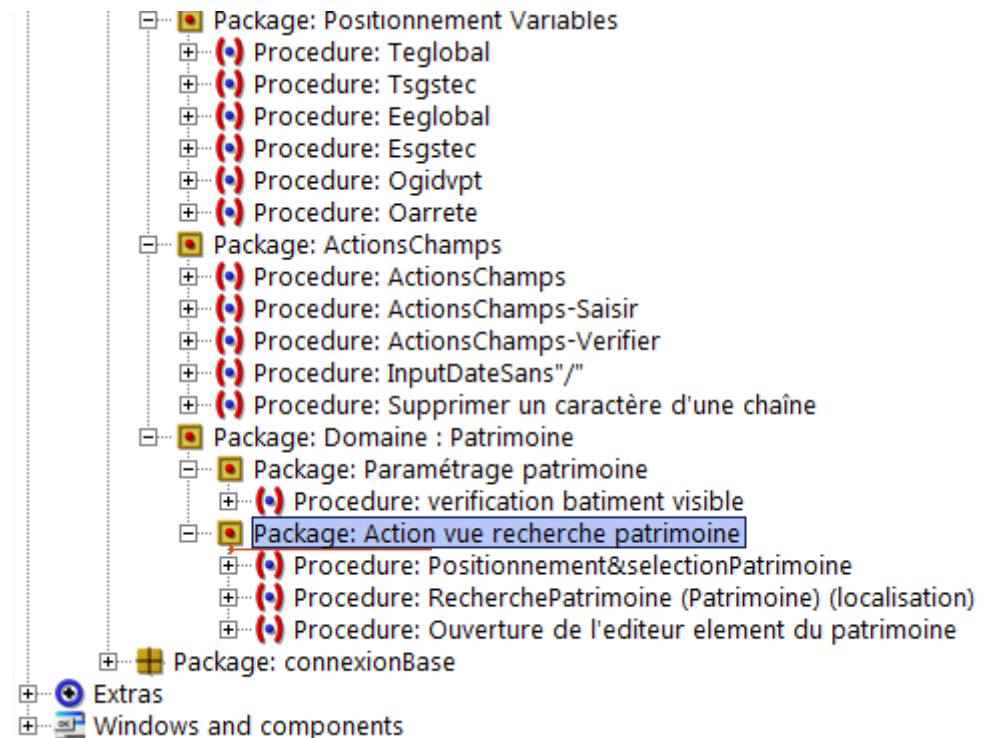 Package: Positionnement Variables
Procedure: Teglobal
Procedure: Tsgstec
Procedure: Eeglobal
Procedure: Esgstec
Procedure: Ogidvpt
Procedure: Oarrete
Package: ActionsChamps
Procedure: ActionsChamps
Procedure: ActionsChamps-Saisir
Procedure: ActionsChamps-Verifier
Procedure: InputDateSans"/"
Procedure: Supprimer un caractère d'une chaîne
Package: Domaine : Patrimoine
Package: Paramétrage patrimoine
Procedure: verification batiment visible
Package: Action vue recherche patrimoine
Procedure: Positionnement&selectionPatrimoine
Procedure: RecherchePatrimoine (Patrimoine) (localisation)
Procedure: Ouverture de l'editeur element du patrimoine
Package: connexionBase
Extras
Windows and components